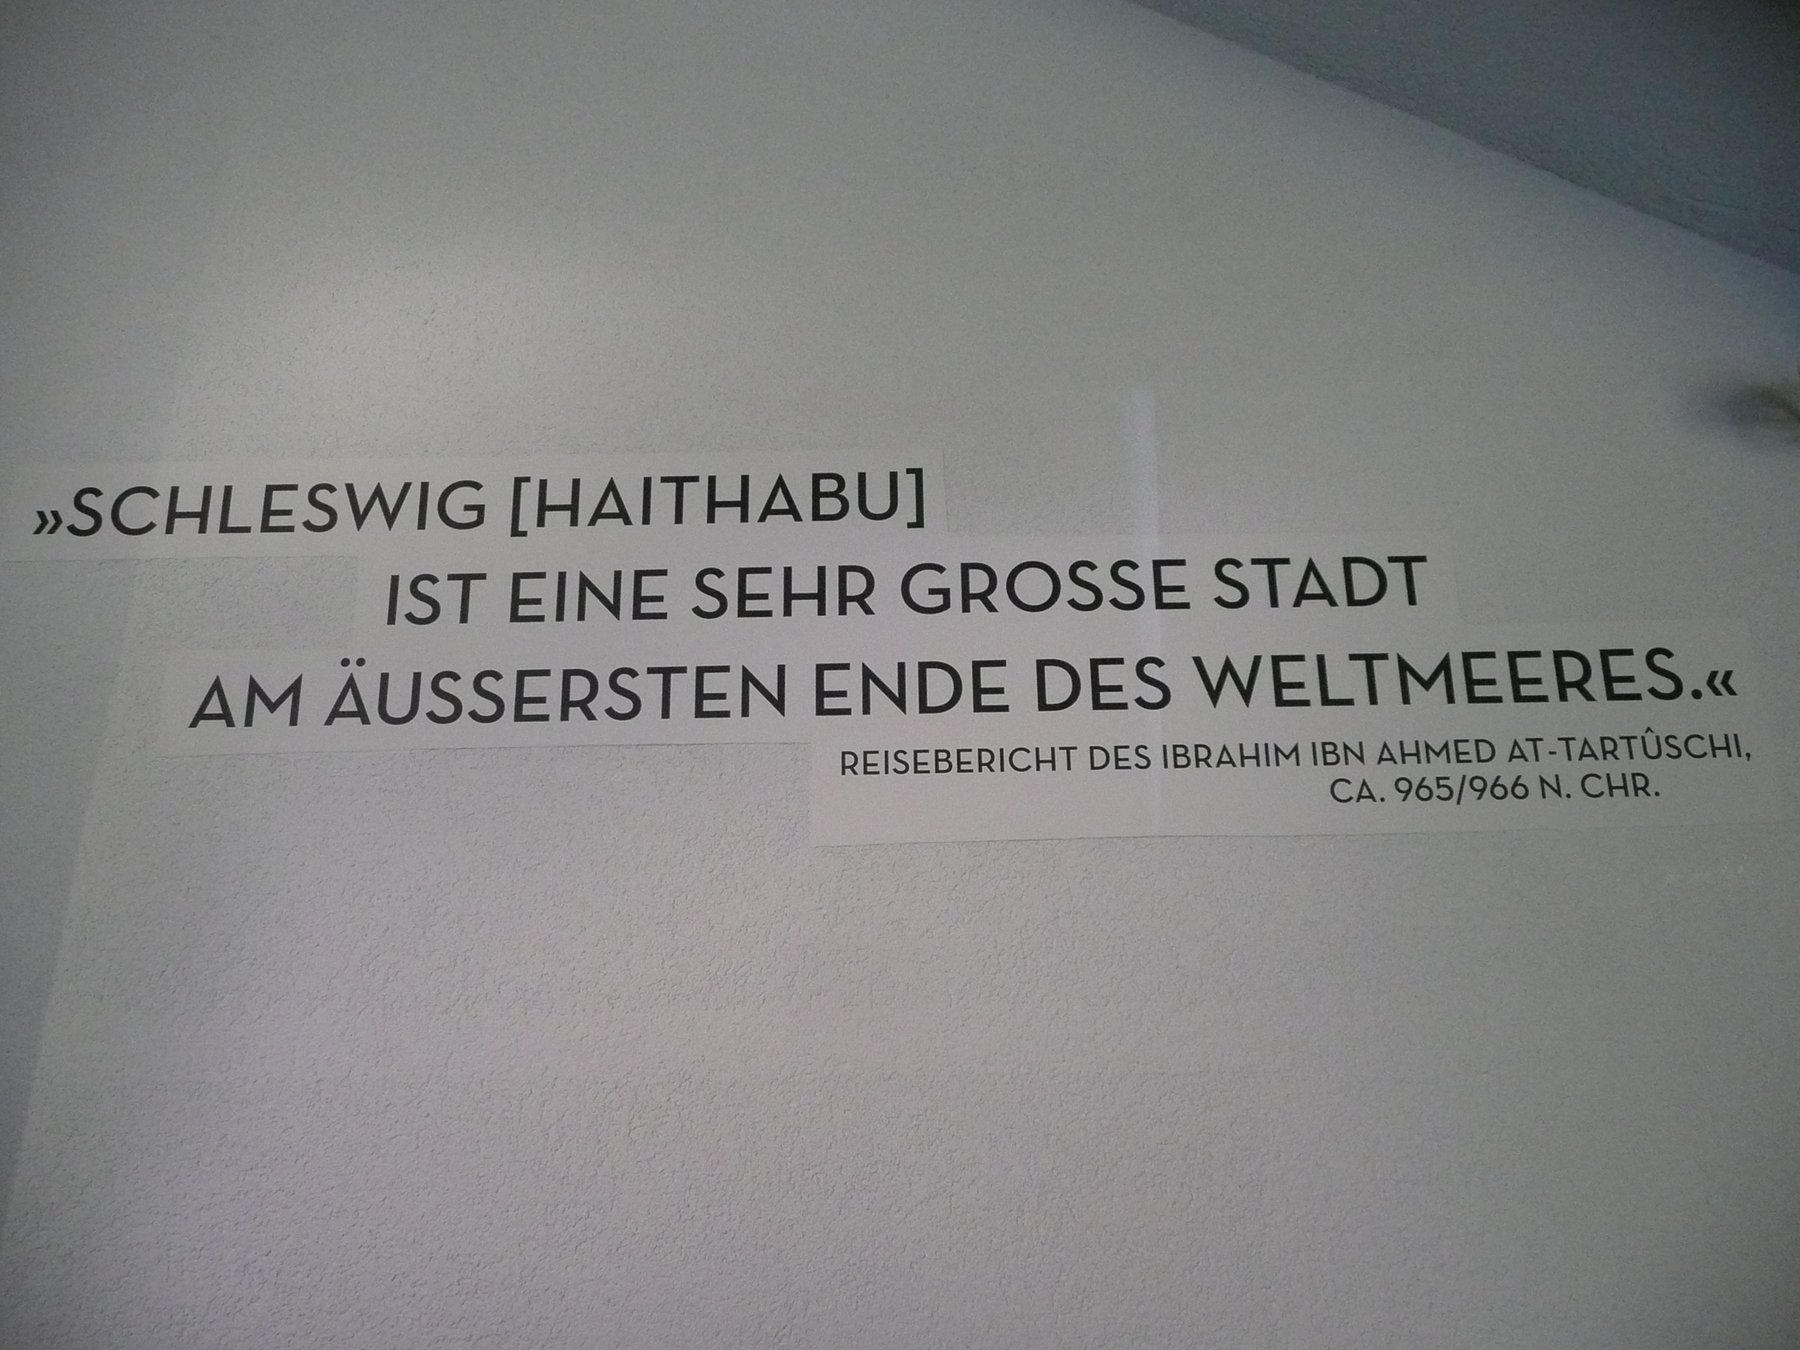 »SCHLESWIG [HAITHABU]
IST EINE SEHR GROSSE STADT
AM ÄUSSERSTEN ENDE DES WELTMEERES.«
REISEBERICHT DES IBRAHIM IBN AHMED AT-TARTÛSCHI,
CA. 965/966 N. CHR.